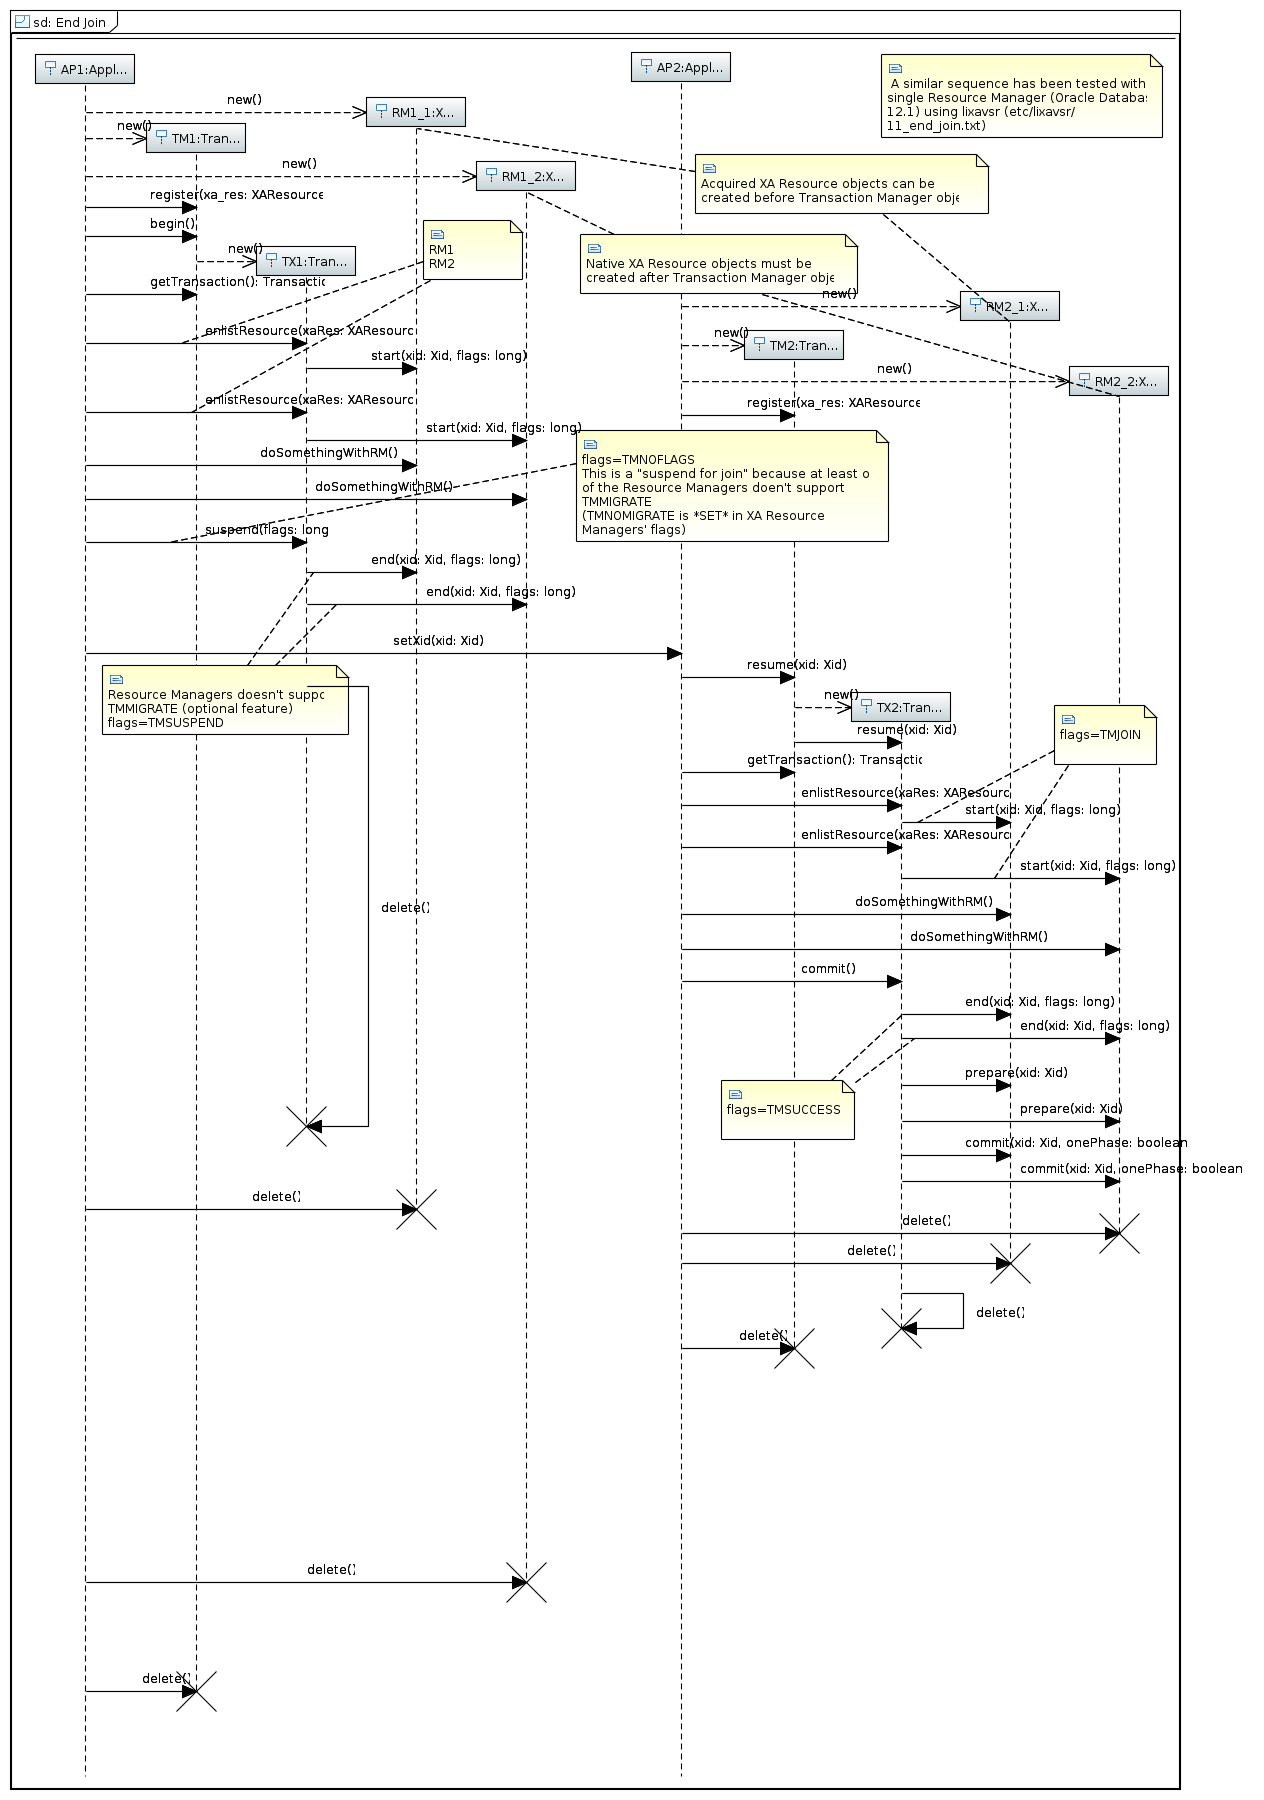 sd: End Join
AP1:Appl...
AP2:Appl...
A similar sequence has been tested with
single Resource Manager (Oracle Databa
12.1) using lixavsr (etc/lixavsr/
11_end_join.txt)
new()
RM1_1:X...
new()
TM1:Tran...
new()
RM1_2:X...
Acquired XA Resource objects can be
created before Transaction Manager obje
register(xa_res: XAResource
begin()
RM1
RM2
new()
TX1:Tran...
Native XA Resource objects must be
created after Transaction Manager obje
getTransaction(): Transactic
new()
RM2_1:X...
enlistResource(xaRes: XAResourc
new()
TM2:Tran...
start(xid: Xid, flags: long)
new()
RM2_2:X...
enlistResource(xaRes: XAResourc
register(xa_res: XAResource
start(xid: Xid, flags: long)
doSomethingWithRM()
flags=TMNOFLAGS
This is a "suspend for join" because at least o
of the Resource Managers doen't support
TMMIGRATE
(TMNOMIGRATE is *SET* in XA Resource
Managers' flags)
doSomethingWithRM()
suspend(flags: long
end(xid: Xid, flags: long)
end(xid: Xid, flags: long)
setXid(xid: Xid)
resume(xid: Xid)
Resource Managers doesn't suppo
TMMIGRATE (optional feature)
flags=TMSUSPEND
new()
TX2:Tran...
resume(xid: Xid)
flags=TMJOIN
getTransaction(): Transactic
enlistResource(xaRes: XAResourc
start(xid: Xid, flags: long)
enlistResource(xaRes: XAResourc
start(xid: Xid, flags: long)
doSomethingWithRM()
delete()
doSomethingWithRM()
commit()
end(xid: Xid, flags: long)
end(xid: Xid, flags: long)
prepare(xid: Xid)
flags=TMSUCCESS
prepare(xid: Xid)
commit(xid: Xid, onePhase: boolean
commit(xid: Xid, onePhase: boolean
delete()
delete()
delete()
delete()
delete()
delete()
delete()